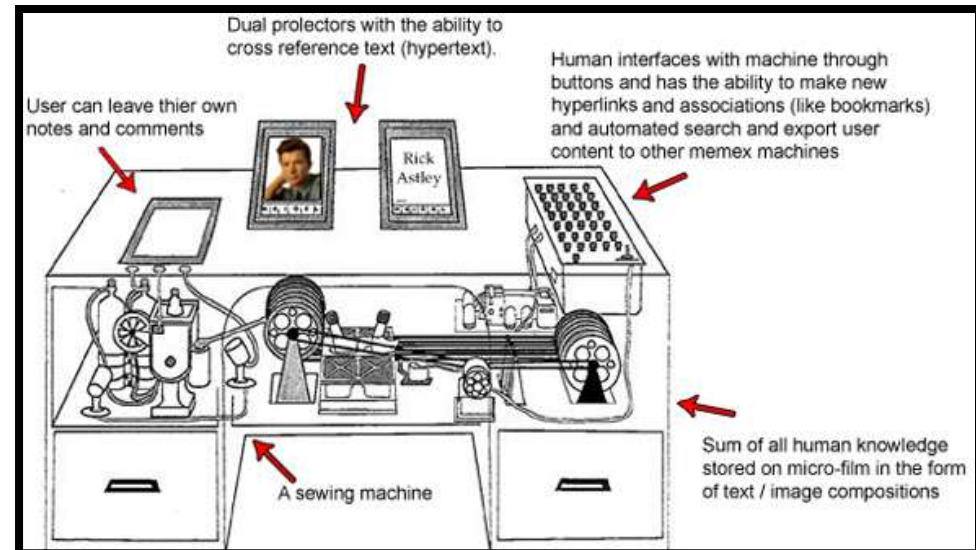 Dual prolectors with the ability to
cross reference text (hypertext).
Human interfaces with machine through
buttons and has the ability to make new
hyperlinks and associations (like bookmarks)
and automated search and export user
content to other memex machines
User can leave thier own
notes and comments
Rick
Astley
Sum of all human knowledge
stored on micro-film in the form
of text / image compositions
A sewing machine